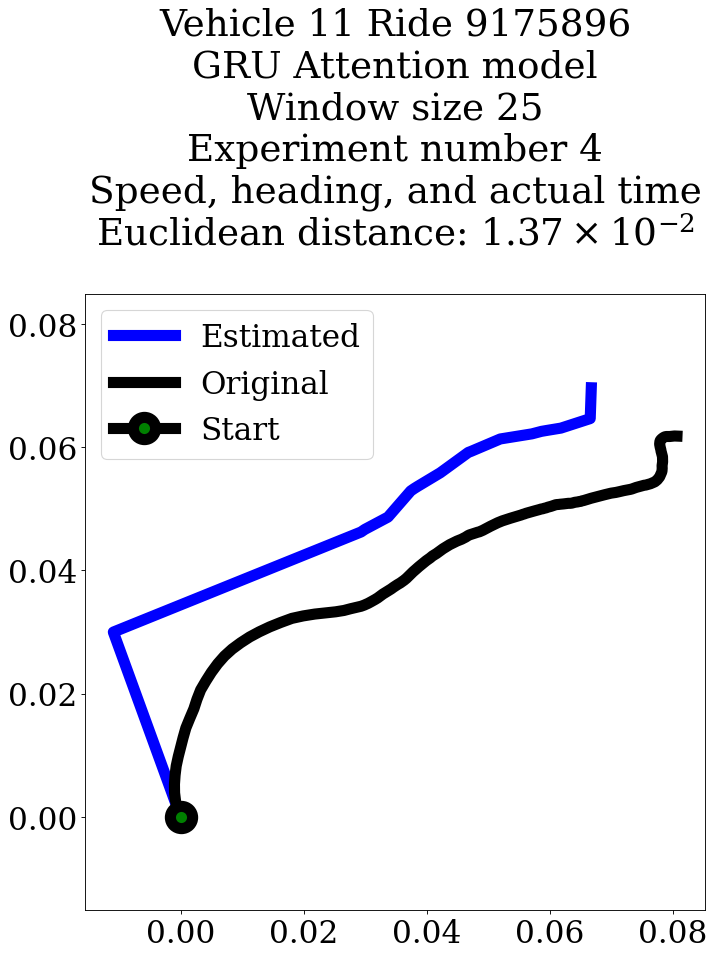 Vehicle 11 Ride 9175896
GRU Attention model
Window size 25
Experiment number 4
Speed, heading, and actual time
Euclidean distance: 1.37 × 10⁻²
Estimated
Original
Start
0.08
0.06
0.04
0.02
0.00
0.00 0.02 0.04 0.06 0.08